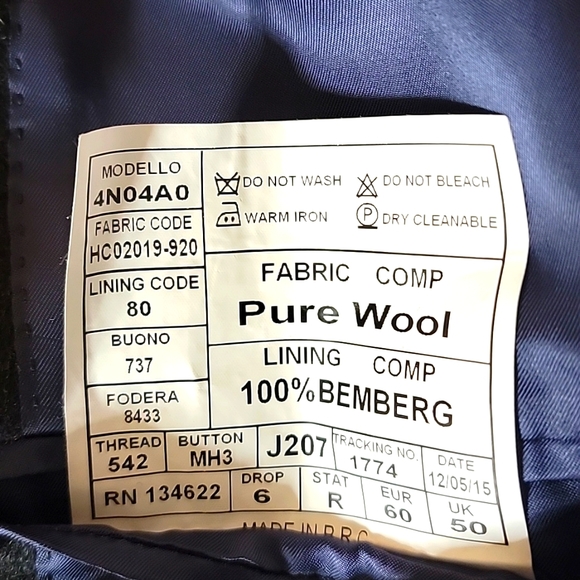 MODELLO
4N04A0
FABRIC CODE
HC02019-920
LINING CODE
80
BUONO
737
FODERA
8433
DO NOT WASH
DO NOT BLEACH
WARM IRON
P
DRY CLEANABLE
FABRIC COMP
Pure Wool
LINING COMP
100%BEMBERG
THREAD
542
BUTTON
MH3
J207
TRACKING NO.
1774
DATE
12/05/15
RN 134622
DROP
6
STAT
R
EUR
60
UK
50
MADE IN P.R.C